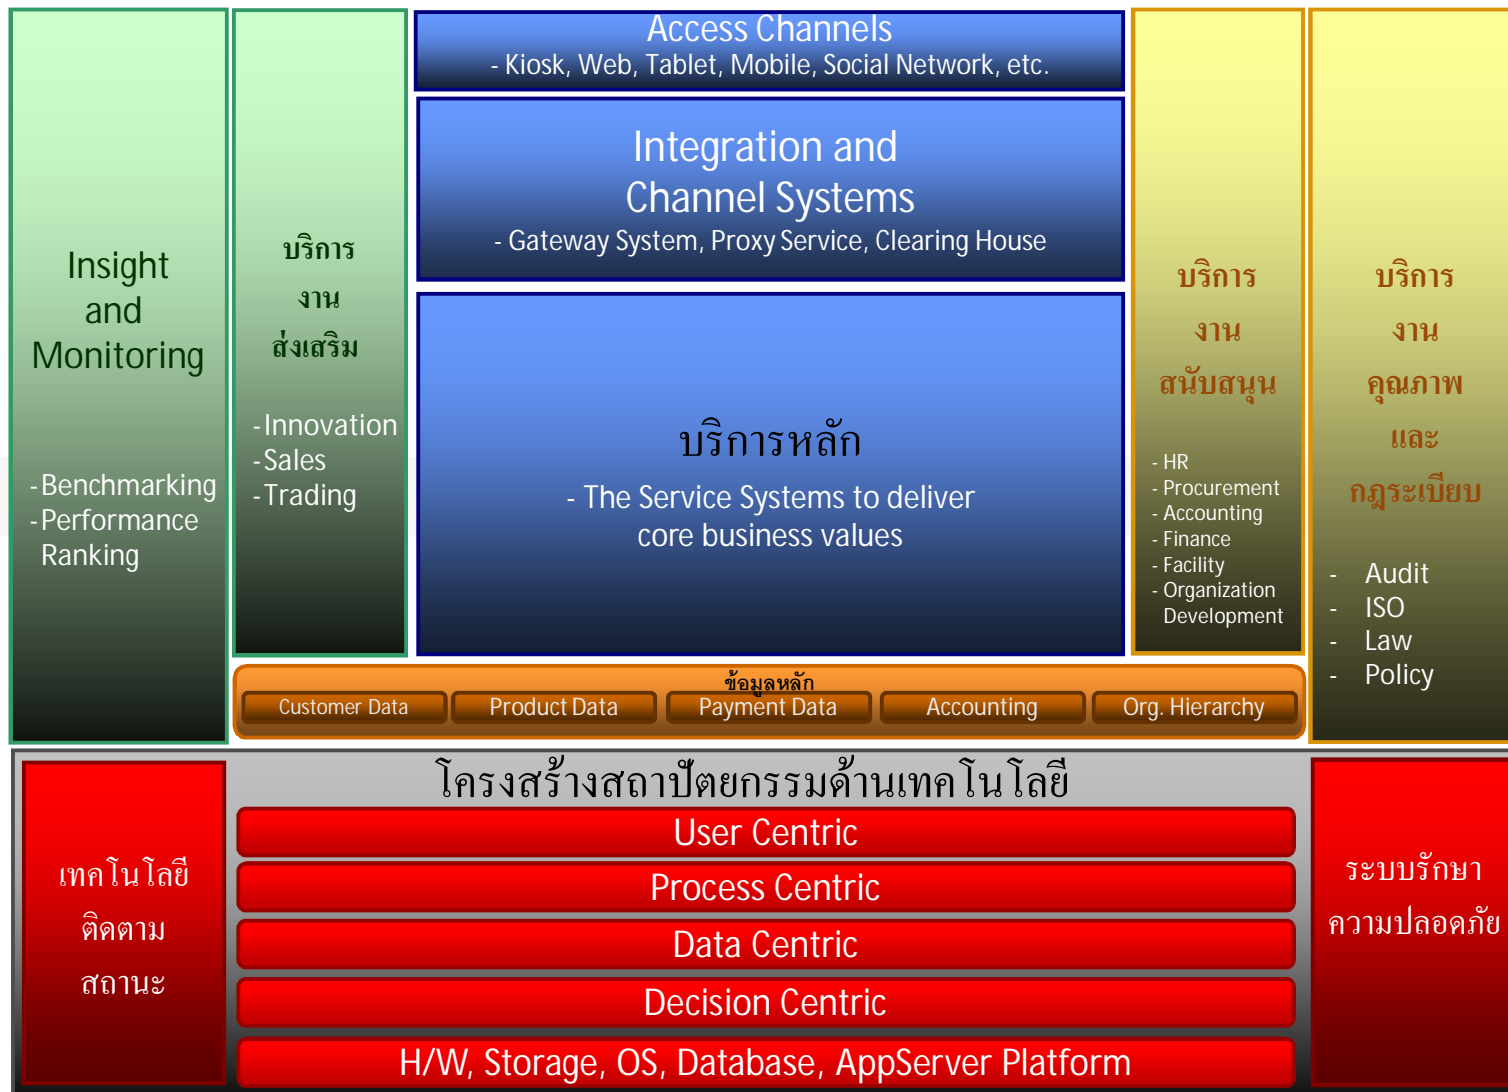 Access Channels
- Kiosk, Web, Tablet, Mobile, Social Network, etc.
Integration and
Channel Systems
- Gateway System, Proxy Service, Clearing House
Insight
and
Monitoring
- Benchmarking
- Performance
Ranking
บริการ
งาน
ส่งเสริม
- Innovation
- Sales
- Trading
บริการหลัก
- The Service Systems to deliver
core business values
บริการ
งาน
สนับสนุน
- HR
- Procurement
- Accounting
- Finance
- Facility
- Organization
Development
บริการ
งาน
คุณภาพ
และ
กฎระเบียบ
- Audit
- ISO
- Law
- Policy
ข้อมูลหลัก
Customer Data
Product Data
Payment Data
Accounting
Org. Hierarchy
โครงสร้างสถาปัตยกรรมด้านเทคโนโลยี
เทคโนโลยี
ติดตาม
สถานะ
User Centric
Process Centric
Data Centric
Decision Centric
H/W, Storage, OS, Database, AppServer Platform
ระบบรักษา
ความปลอดภัย